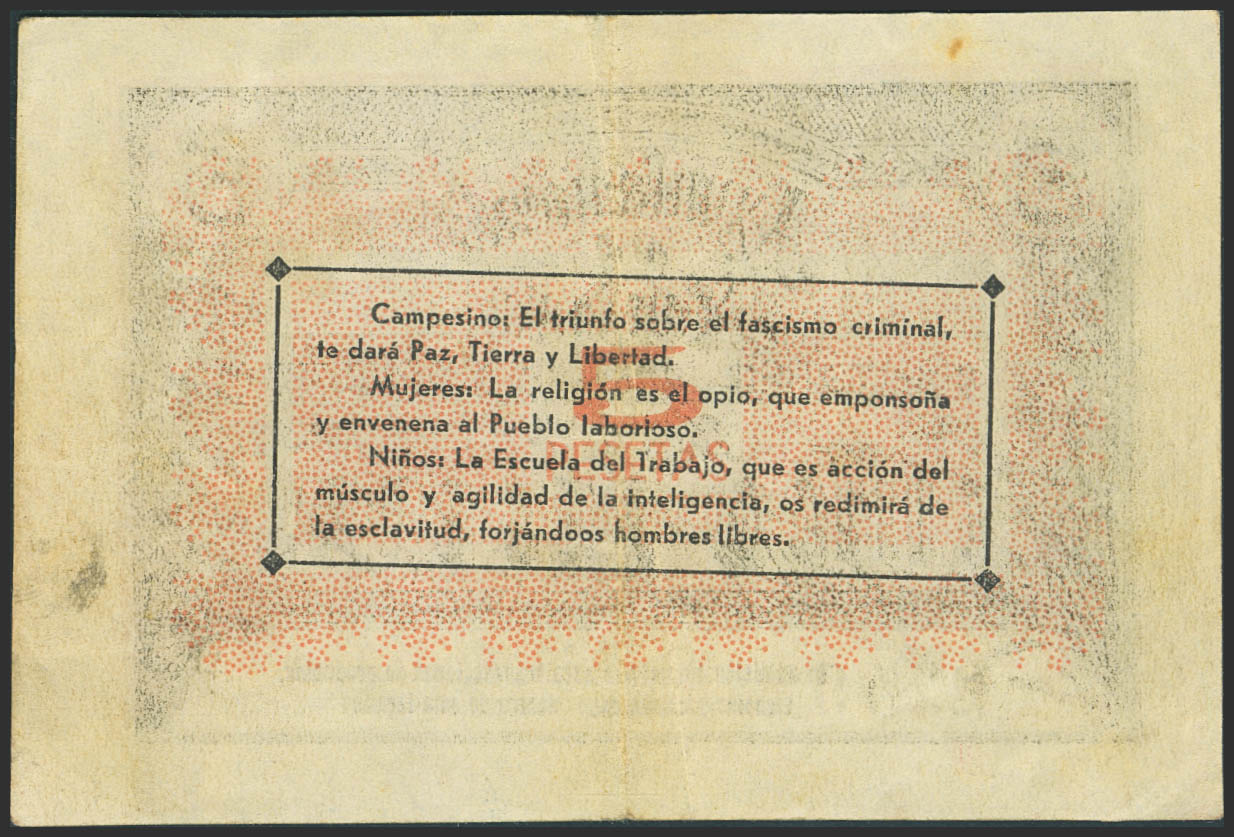 Campesino: El triunfo sobre el fascismo criminal,
te dará Paz, Tierra y Libertad.
Mujeres: La religión es el opio, que emponsoña
y envenena al Pueblo laborioso.
Niños: La Escuela del Trabajo, que es acción del
músculo y agilidad de la inteligencia, os redimirá de
la esclavitud, forjándoos hombres libres.
5
PESETAS